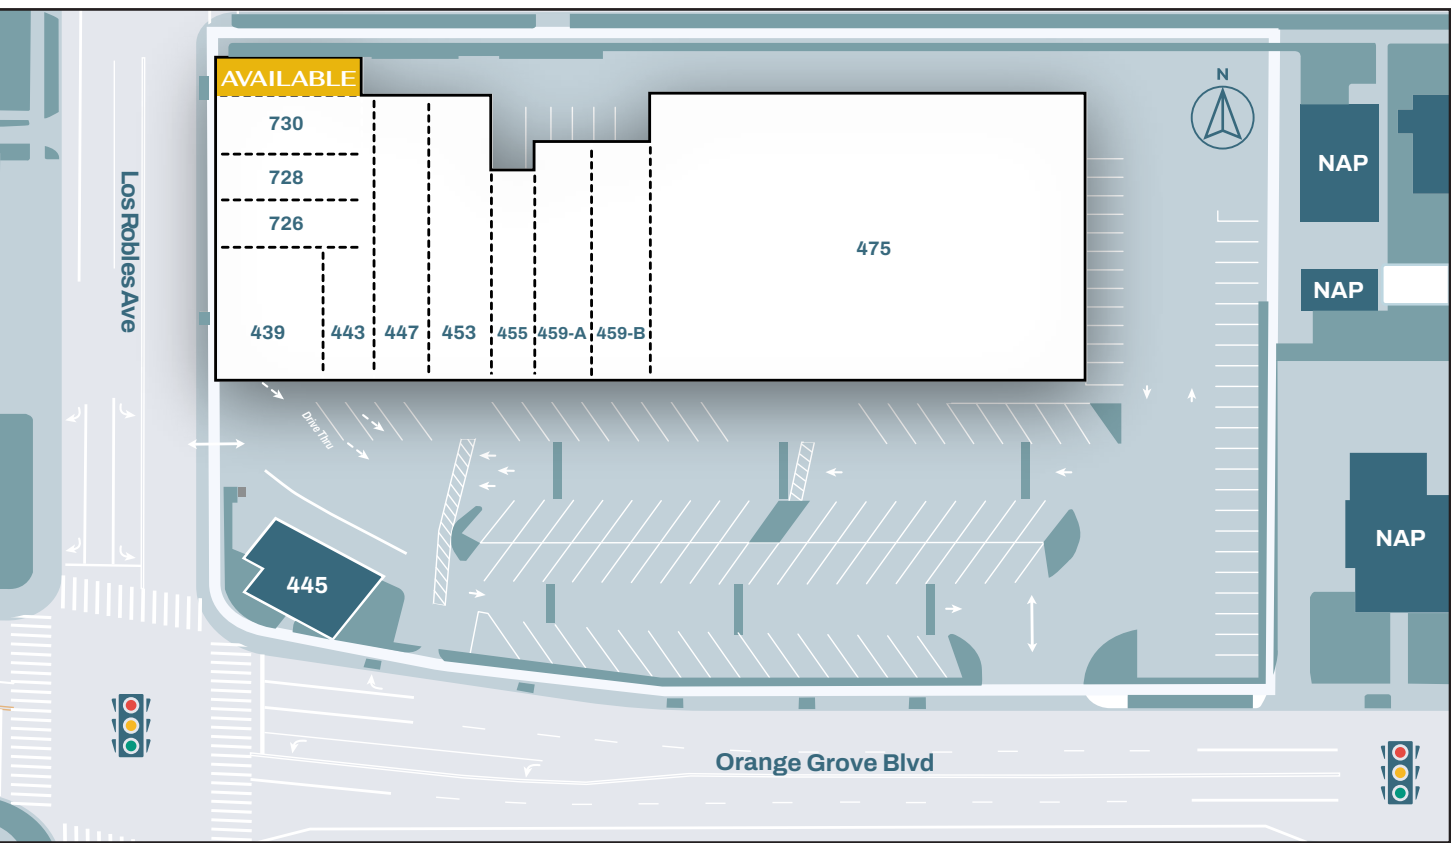 AVAILABLE
N
730
728
726
NAP
475
Los Robles Ave
NAP
439
443
447
453
455
459-A
459-B
Drive Thru
NAP
445
Orange Grove Blvd